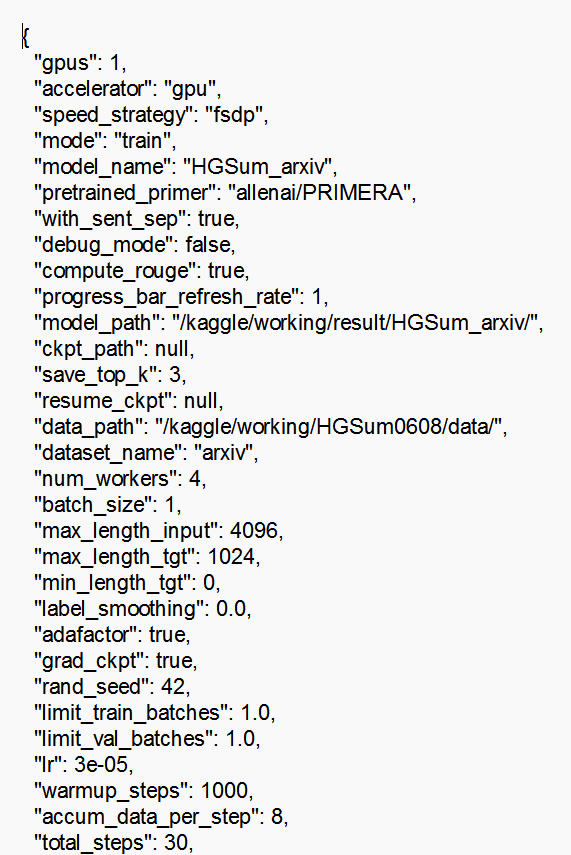 {
"gpus": 1,
"accelerator": "gpu",
"speed_strategy": "fsdp",
"mode": "train",
"model_name": "HGSum_arxiv",
"pretrained_primer": "allenai/PRIMERA",
"with_sent_sep": true,
"debug_mode": false,
"compute_rouge": true,
"progress_bar_refresh_rate": 1,
"model_path": "/kaggle/working/result/HGSum_arxiv/",
"ckpt_path": null,
"save_top_k": 3,
"resume_ckpt": null,
"data_path": "/kaggle/working/HGSum0608/data/",
"dataset_name": "arxiv",
"num_workers": 4,
"batch_size": 1,
"max_length_input": 4096,
"max_length_tgt": 1024,
"min_length_tgt": 0,
"label_smoothing": 0.0,
"adafactor": true,
"grad_ckpt": true,
"rand_seed": 42,
"limit_train_batches": 1.0,
"limit_val_batches": 1.0,
"lr": 3e-05,
"warmup_steps": 1000,
"accum_data_per_step": 8,
"total_steps": 30,